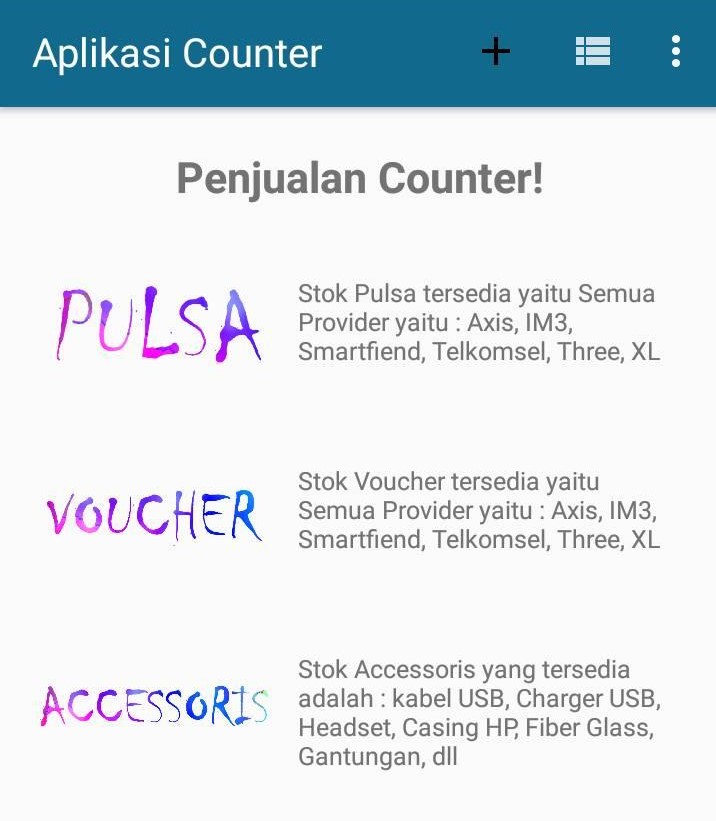 Aplikasi Counter
Penjualan Counter!
PULSA
Stok Pulsa tersedia yaitu Semua
Provider yaitu : Axis, IM3,
Smartfiend, Telkomsel, Three, XL
VOUCHER
Stok Voucher tersedia yaitu
Semua Provider yaitu : Axis, IM3,
Smartfiend, Telkomsel, Three, XL
ACCESSORIS
Stok Accessoris yang tersedia
adalah : kabel USB, Charger USB,
Headset, Casing HP, Fiber Glass,
Gantungan, dll